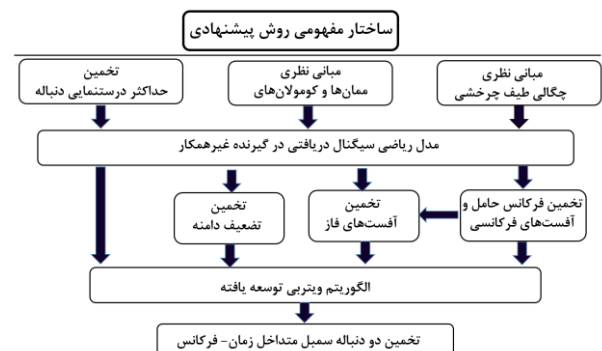 ساختار مفهومی روش پیشنهادی
مبانی نظری
چگالی طیف چرخشی
مبانی نظری
ممان‌ها و کومولان‌های
تخمین
حداکثر درستنمایی دنباله
مدل ریاضی سیگنال دریافتی در گیرنده غیرهمکار
تخمین فرکانس حامل و
آفست‌های فرکانسی
تخمین
آفست‌های فاز
تخمین
تضعیف دامنه
الگوریتم ویتربی توسعه یافته
تخمین دو دنباله سمبل متداخل زمان- فرکانس